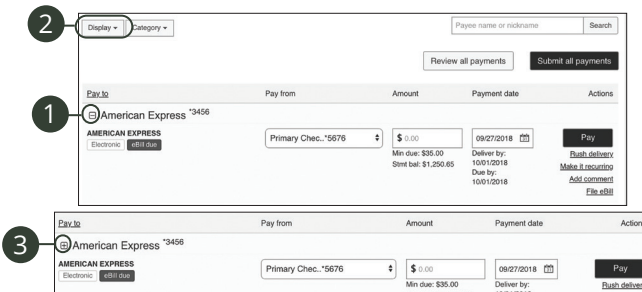 2
Display Category
Payee name or nickname Search
Review all payments Submit all payments
Pay to Pay from Amount Payment date Actions
1
American Express *3456
AMERICAN EXPRESS
Electronic eBill due
Primary Chec..*5676
$ 0.00
Min due: $35.00
Stmt bal: $1,250.65
09/27/2018
Deliver by:
10/01/2018
Due by:
10/01/2018
Pay
Rush delivery
Make it recurring
Add comment
File eBill
Pay to Pay from Amount Payment date Action
3
American Express *3456
AMERICAN EXPRESS
Electronic eBill due
Primary Chec..*5676
$ 0.00
Min due: $35.00
09/27/2018
Deliver by:
Pay
Rush deliver